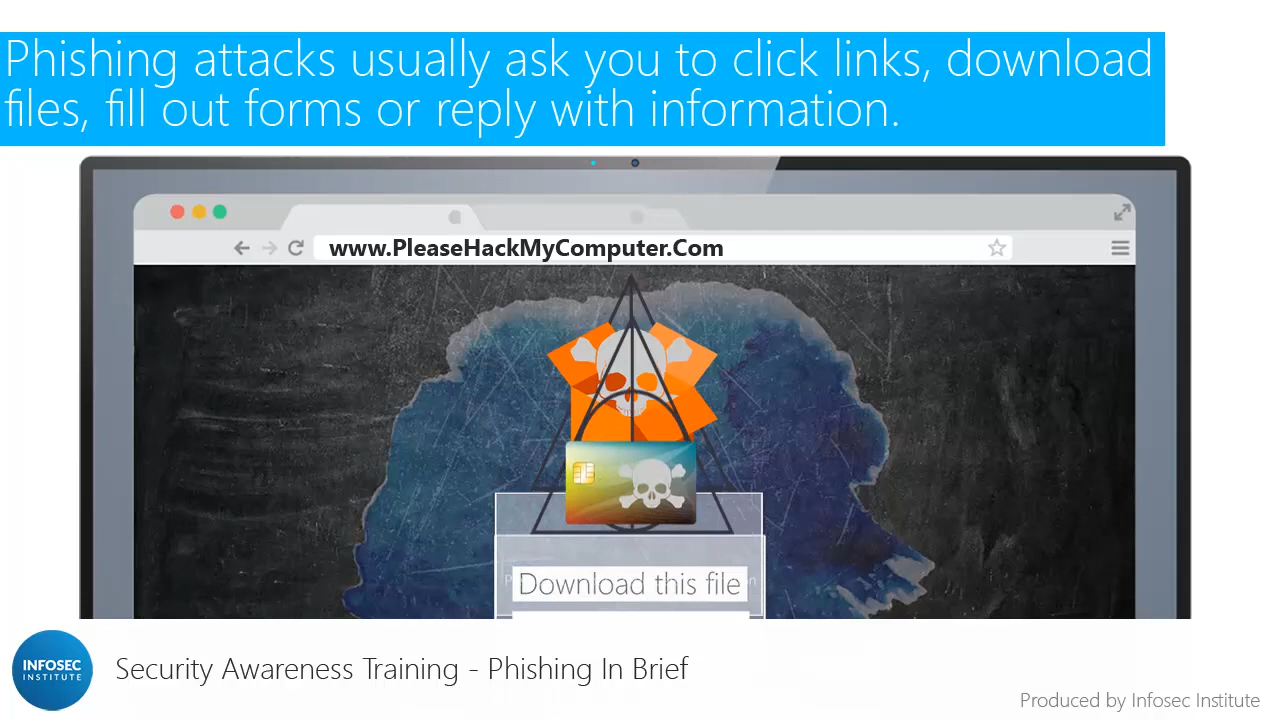 Phishing attacks usually ask you to click links, download
files, fill out forms or reply with information.
www.PleaseHackMyComputer.Com
Download this file
INFOSEC
INSTITUTE
Security Awareness Training - Phishing In Brief
Produced by Infosec Institute